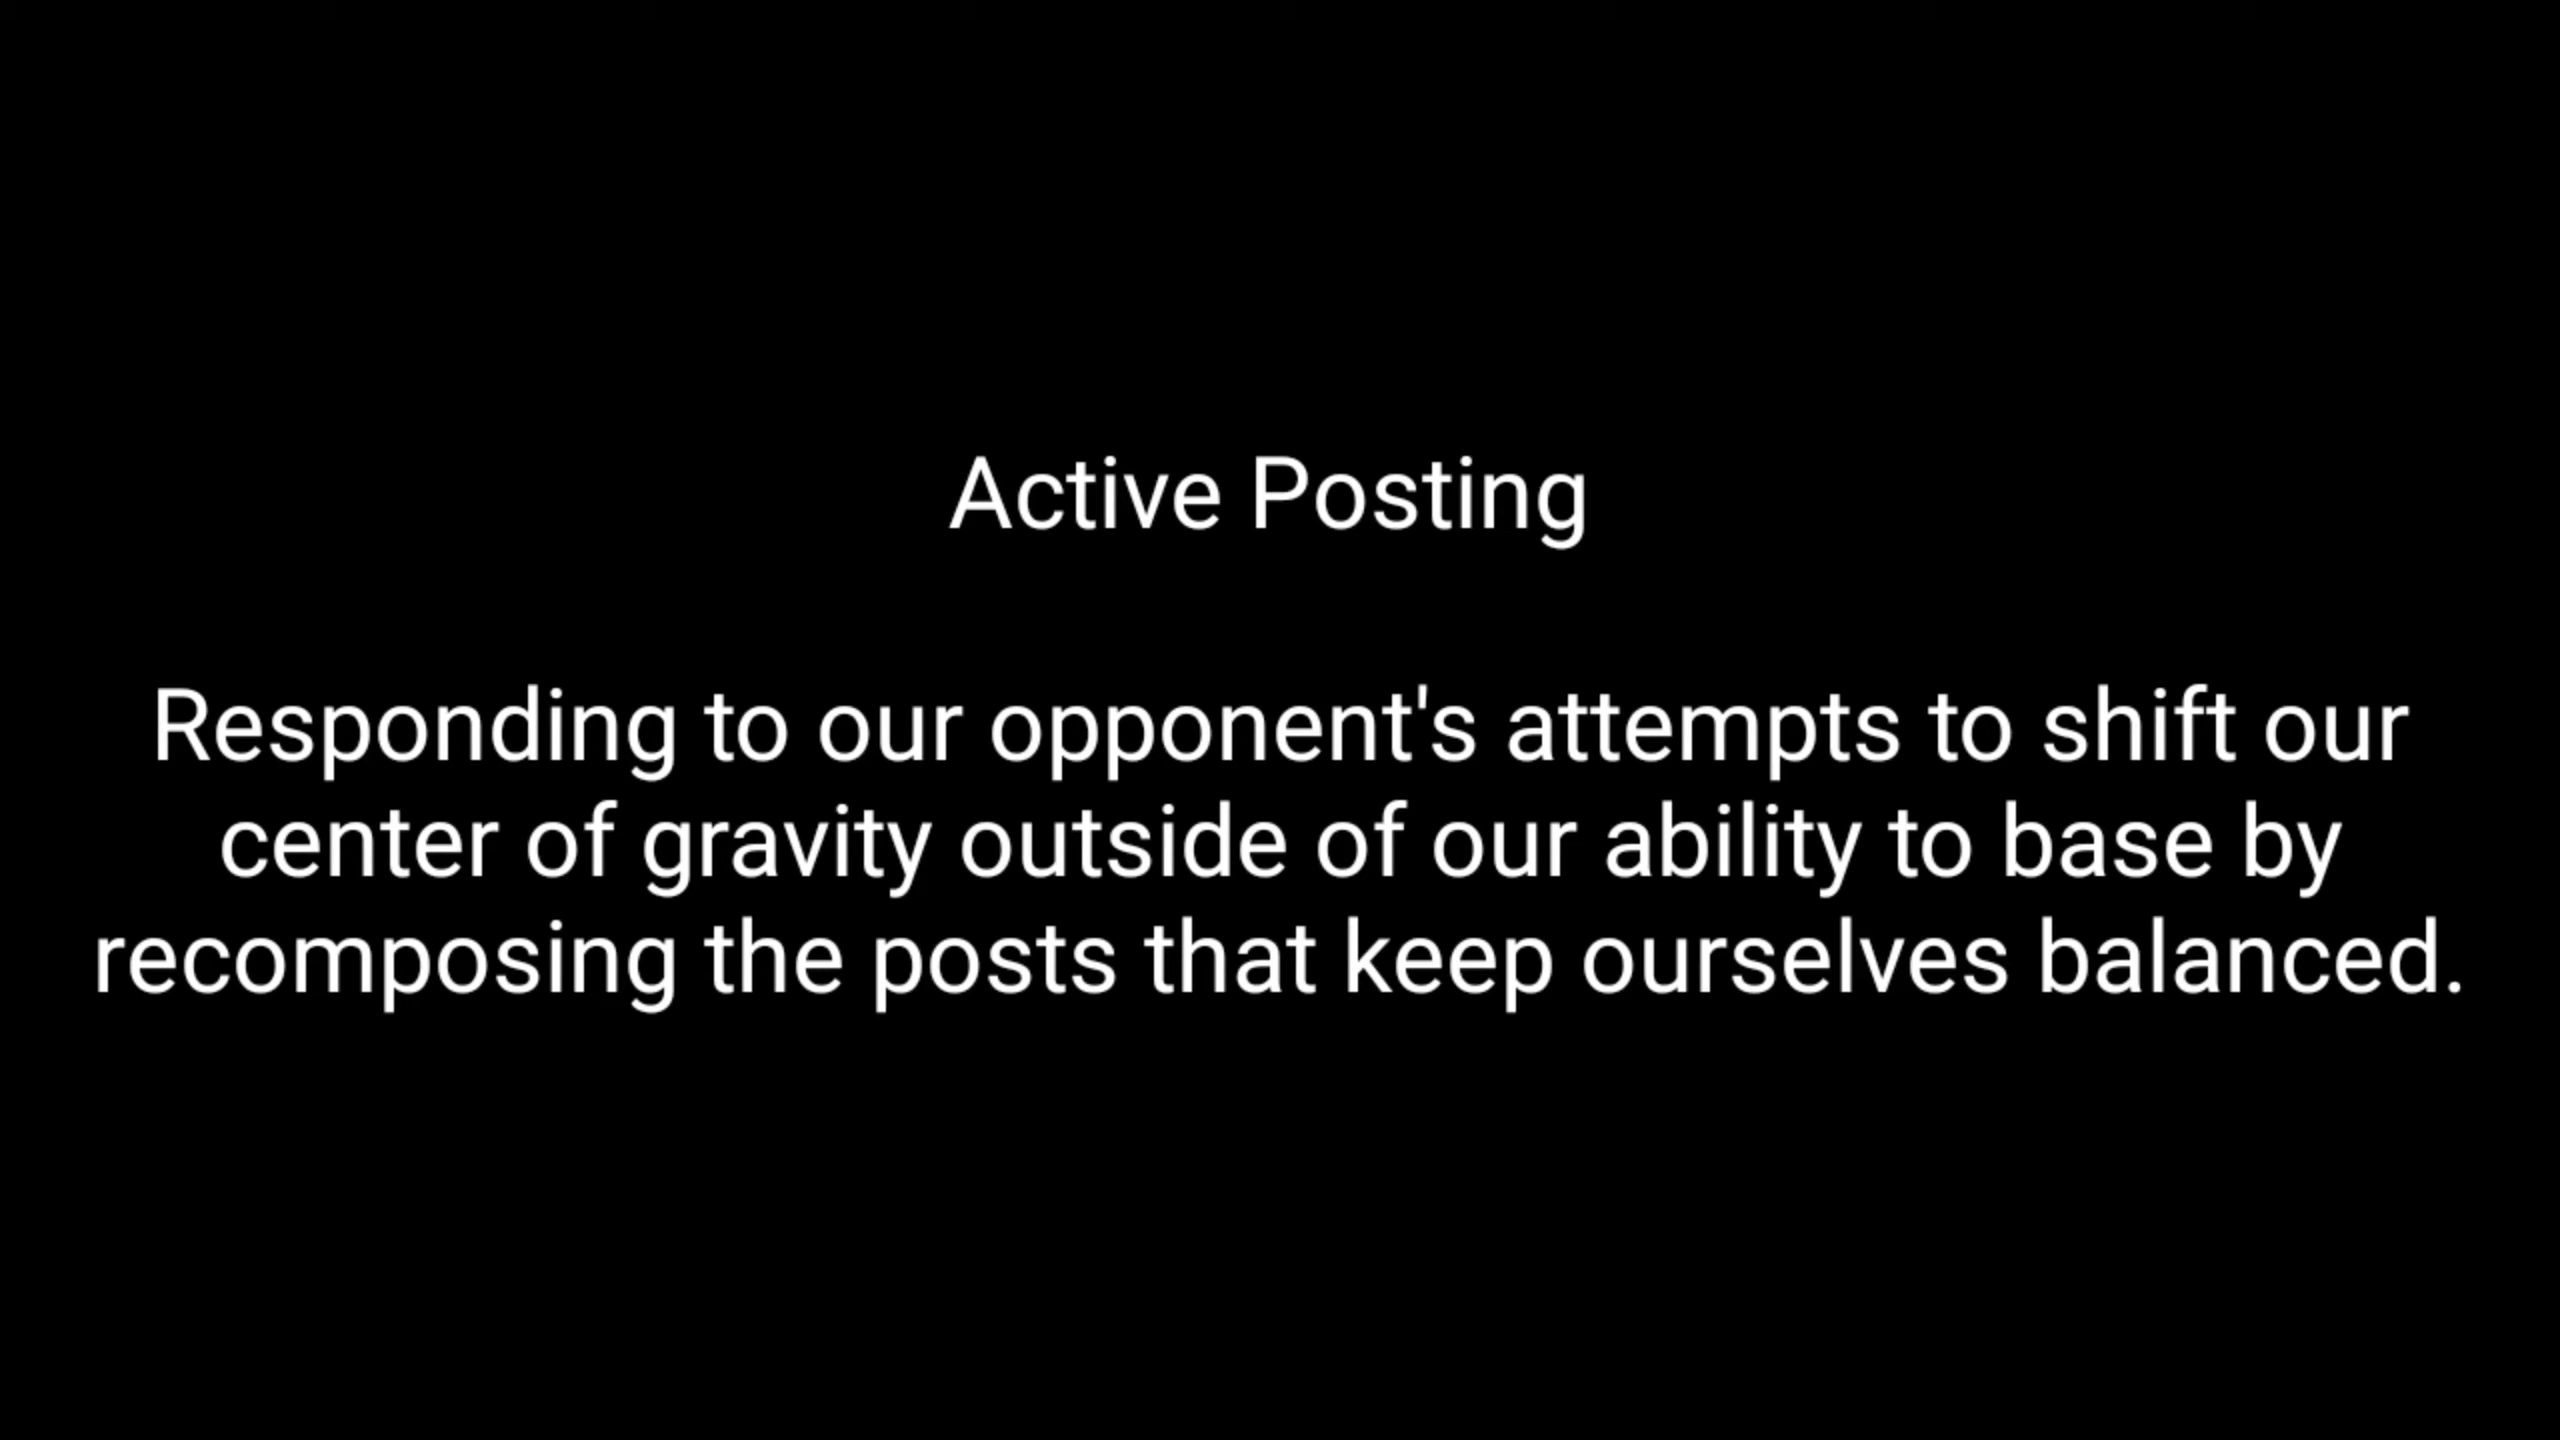 Active Posting
Responding to our opponent's attempts to shift our
center of gravity outside of our ability to base by
recomposing the posts that keep ourselves balanced.